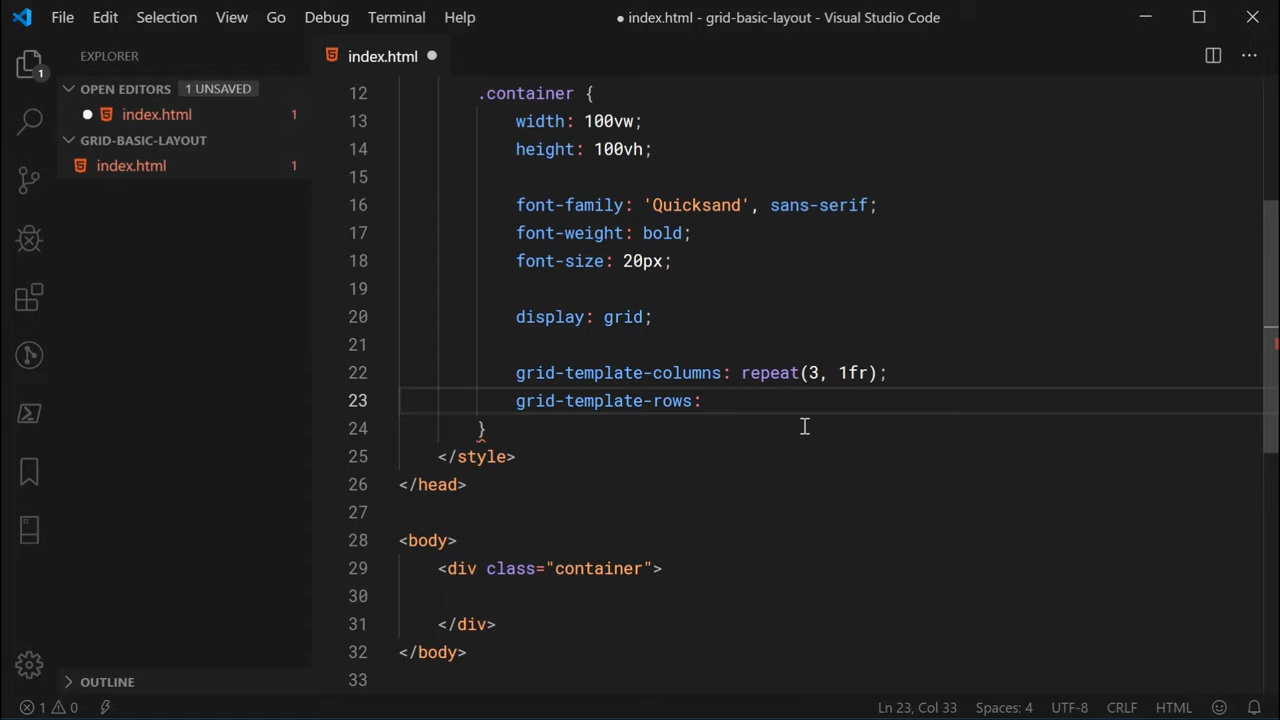 File Edit Selection View Go Debug Terminal Help
● index.html - grid-basic-layout - Visual Studio Code
EXPLORER
OPEN EDITORS 1 UNSAVED
index.html 1
GRID-BASIC-LAYOUT
index.html 1
OUTLINE
1
index.html
12 .container {
13 width: 100vw;
14 height: 100vh;
15
16 font-family: 'Quicksand', sans-serif;
17 font-weight: bold;
18 font-size: 20px;
19
20 display: grid;
21
22 grid-template-columns: repeat(3, 1fr);
23 grid-template-rows:
24 }
25 </style>
26 </head>
27
28 <body>
29 <div class="container">
30
31 </div>
32 </body>
33
1 0 Ln 23, Col 33 Spaces: 4 UTF-8 CRLF HTML